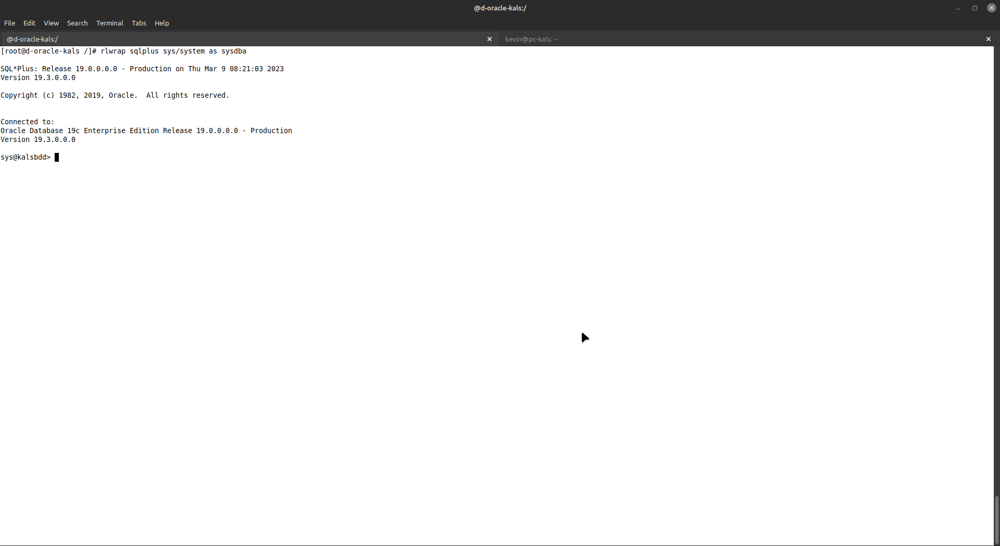 @d-oracle-kals:/
File Edit View Search Terminal Tabs Help
@d-oracle-kals:/ kevin@pc-kals: ~
[root@d-oracle-kals /]# rlwrap sqlplus sys/system as sysdba
SQL*Plus: Release 19.0.0.0.0 - Production on Thu Mar 9 08:21:03 2023
Version 19.3.0.0.0
Copyright (c) 1982, 2019, Oracle.  All rights reserved.
Connected to:
Oracle Database 19c Enterprise Edition Release 19.0.0.0.0 - Production
Version 19.3.0.0.0
sys@kalsbdd>